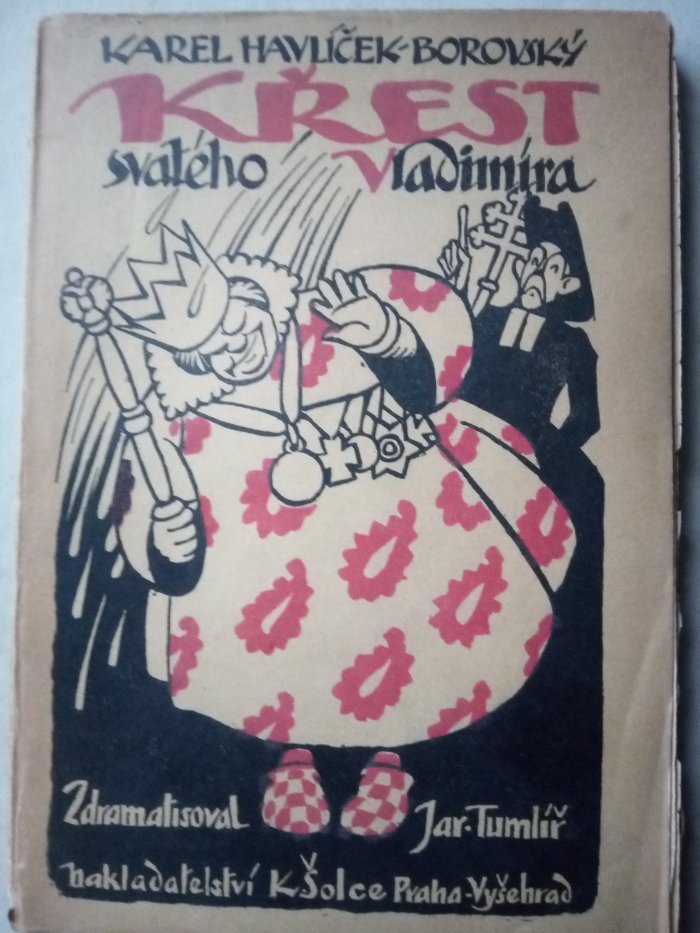 KAREL HAVLÍČEK-BOROVSKÝ
KŘEST
svatého Vladimíra
Zdramatisoval Jar. Tumlíř
Nakladatelství K Šolce Praha-Vyšehrad